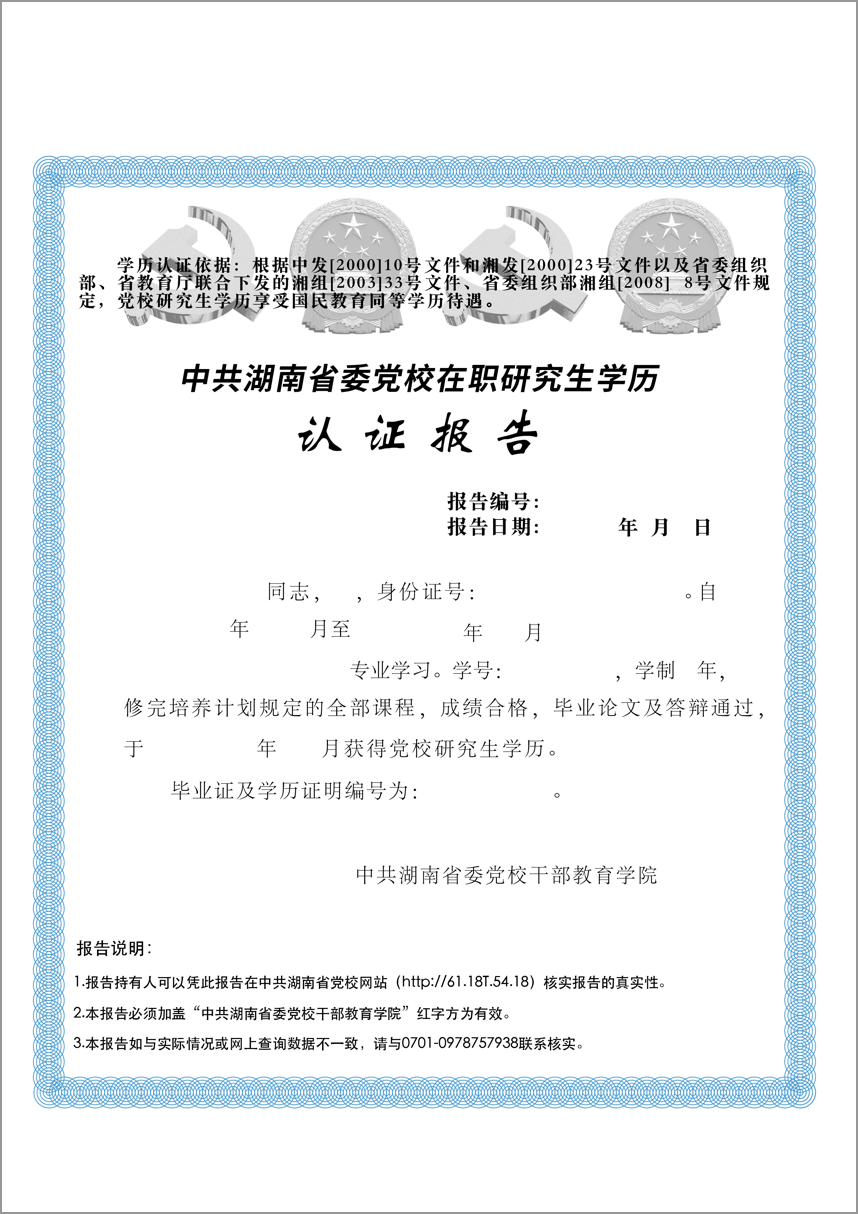 学历认证依据：根据中发[2000]10号文件和湘发[2000]23号文件以及省委组织
部、省教育厅联合下发的湘组[2003]33号文件、省委组织部湘组[2008] 8号文件规
定，党校研究生学历享受国民教育同等学历待遇。
中共湖南省委党校在职研究生学历
认证报告
报告编号：
报告日期： 年 月 日
同志， ，身份证号： 。自
年 月至 年 月
专业学习。学号： ，学制 年，
修完培养计划规定的全部课程，成绩合格，毕业论文及答辩通过，
于 年 月获得党校研究生学历。
毕业证及学历证明编号为： 。
中共湖南省委党校干部教育学院
报告说明：
1.报告持有人可以凭此报告在中共湖南省党校网站（http://61.18T.54.18）核实报告的真实性。
2.本报告必须加盖“中共湖南省委党校干部教育学院”红字方为有效。
3.本报告如与实际情况或网上查询数据不一致，请与0701-0978757938联系核实。